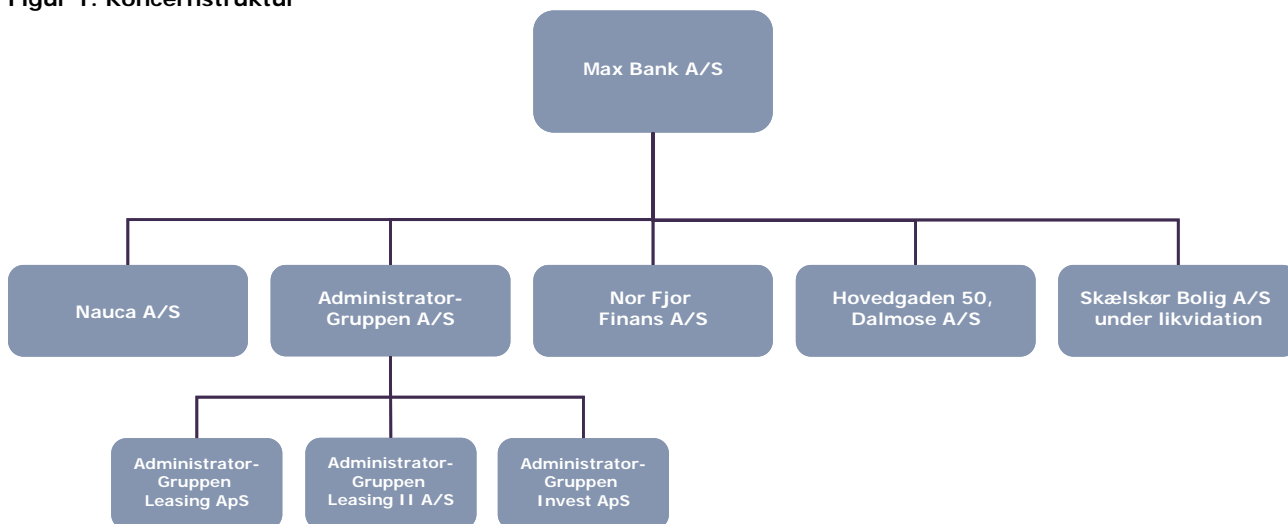 Figur 1: Koncernstruktur
Max Bank A/S
Nauca A/S
Administrator-
Gruppen A/S
Nor Fjor
Finans A/S
Hovedgaden 50,
Dalmose A/S
Skælskør Bolig A/S
under likvidation
Administrator-
Gruppen
Leasing ApS
Administrator-
Gruppen
Leasing II A/S
Administrator-
Gruppen
Invest ApS